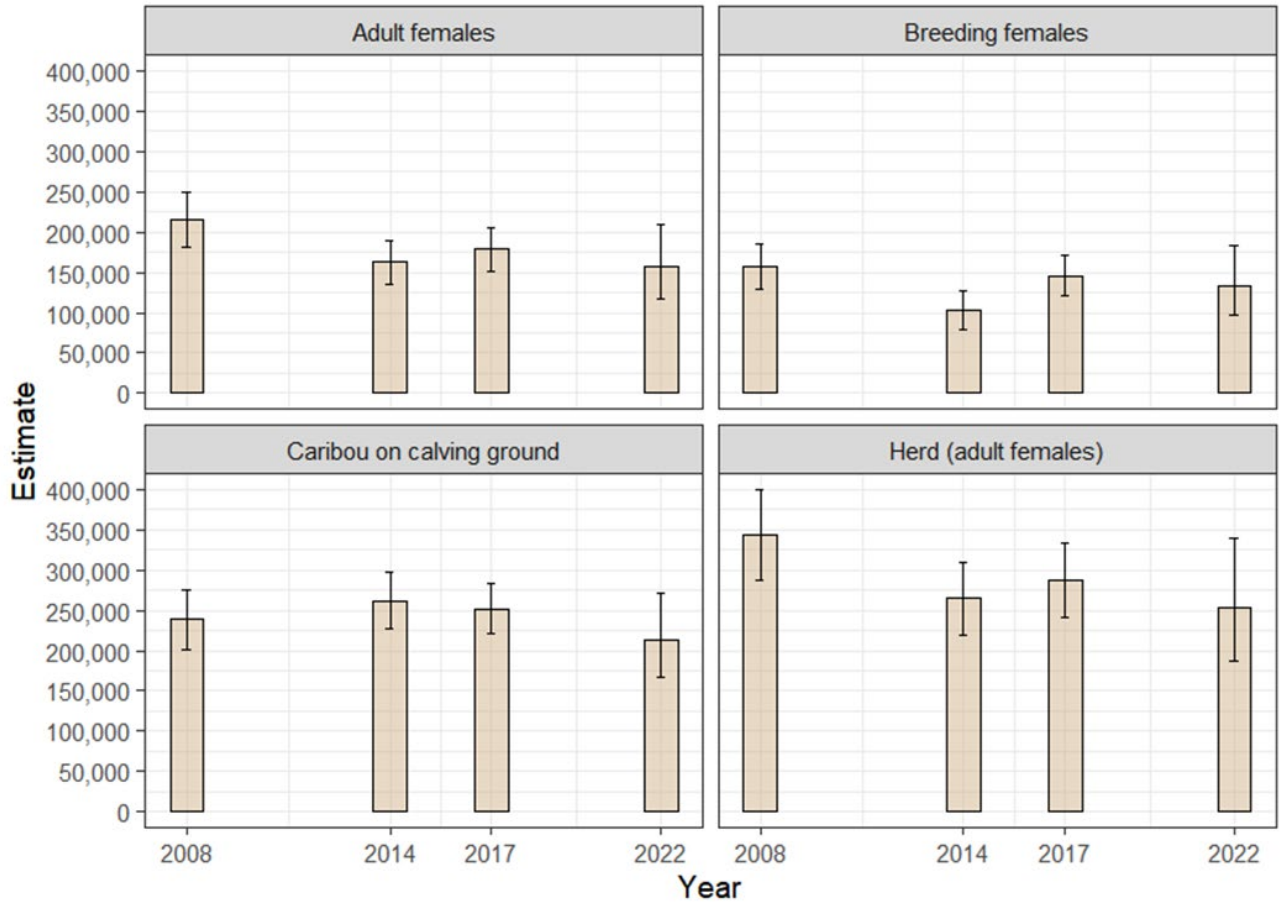 Adult females
Breeding females
400,000
350,000
300,000
250,000
200,000
150,000
100,000
50,000
0
Estimate
Caribou on calving ground
Herd (adult females)
400,000
350,000
300,000
250,000
200,000
150,000
100,000
50,000
0
2008 2014 2017 2022 2008 2014 2017 2022
Year